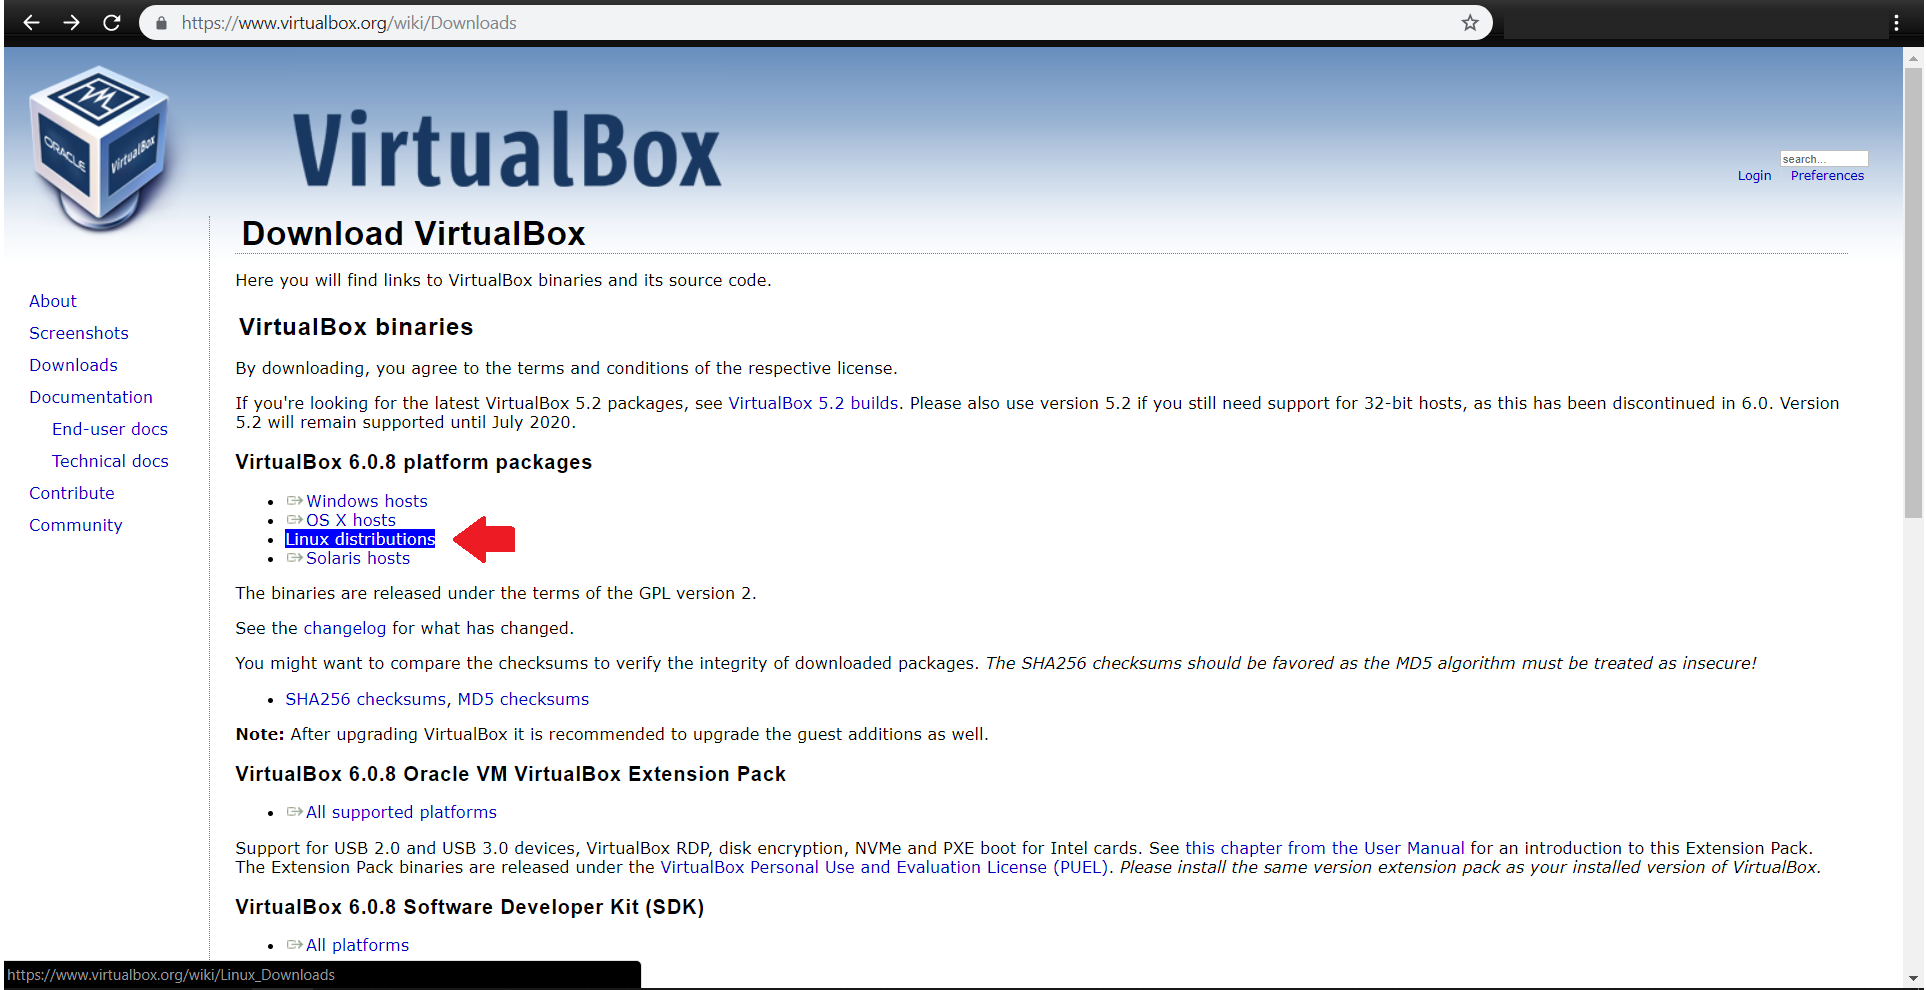 https://www.virtualbox.org/wiki/Downloads
ORACLE
VirtualBox
VirtualBox
search...
Login Preferences
Download VirtualBox
Here you will find links to VirtualBox binaries and its source code.
About
Screenshots
Downloads
Documentation
End-user docs
Technical docs
Contribute
Community
VirtualBox binaries
By downloading, you agree to the terms and conditions of the respective license.
If you're looking for the latest VirtualBox 5.2 packages, see VirtualBox 5.2 builds. Please also use version 5.2 if you still need support for 32-bit hosts, as this has been discontinued in 6.0. Version
5.2 will remain supported until July 2020.
VirtualBox 6.0.8 platform packages
Windows hosts
OS X hosts
Linux distributions
Solaris hosts
The binaries are released under the terms of the GPL version 2.
See the changelog for what has changed.
You might want to compare the checksums to verify the integrity of downloaded packages. The SHA256 checksums should be favored as the MD5 algorithm must be treated as insecure!
SHA256 checksums, MD5 checksums
Note: After upgrading VirtualBox it is recommended to upgrade the guest additions as well.
VirtualBox 6.0.8 Oracle VM VirtualBox Extension Pack
All supported platforms
Support for USB 2.0 and USB 3.0 devices, VirtualBox RDP, disk encryption, NVMe and PXE boot for Intel cards. See this chapter from the User Manual for an introduction to this Extension Pack.
The Extension Pack binaries are released under the VirtualBox Personal Use and Evaluation License (PUEL). Please install the same version extension pack as your installed version of VirtualBox.
VirtualBox 6.0.8 Software Developer Kit (SDK)
All platforms
https://www.virtualbox.org/wiki/Linux_Downloads